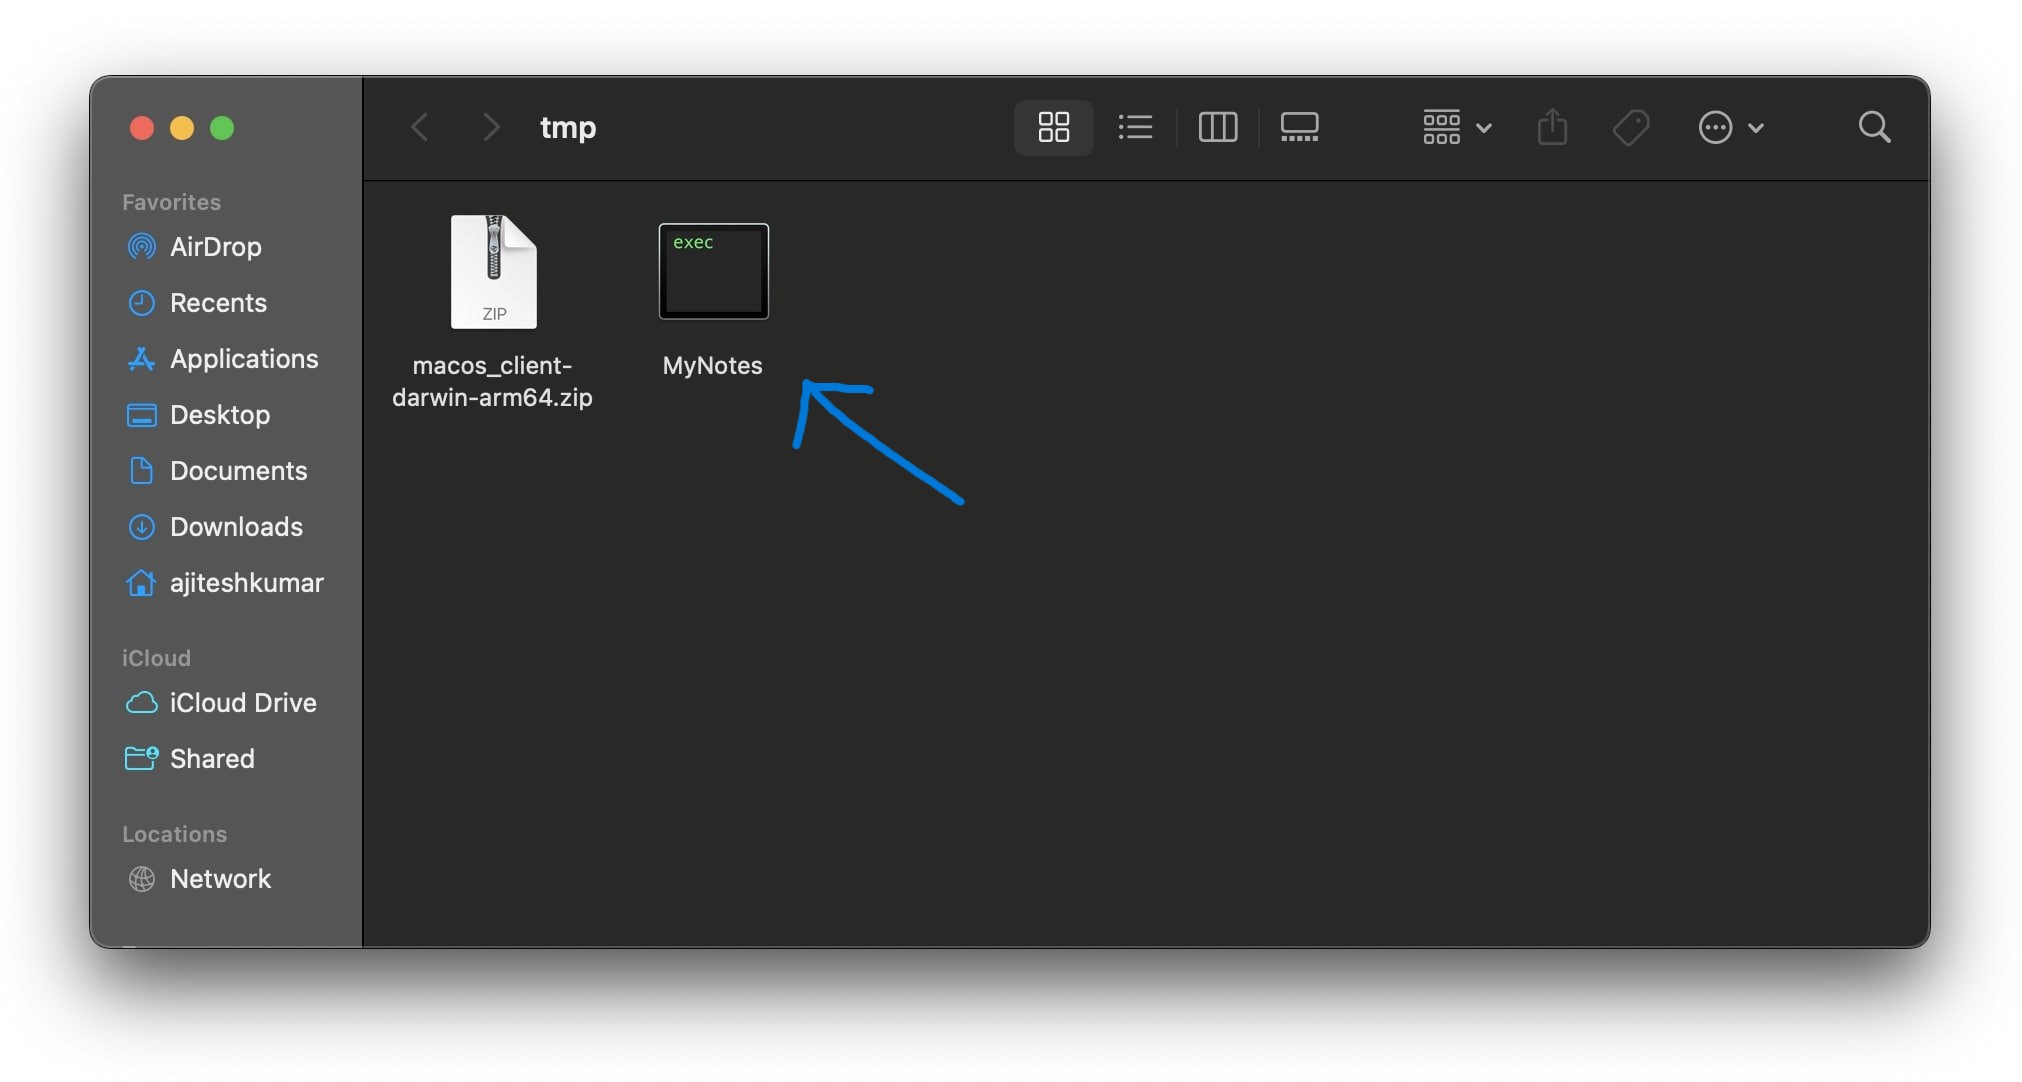 tmp
Favorites
AirDrop
Recents
Applications
Desktop
Documents
Downloads
ajiteshkumar
iCloud
iCloud Drive
Shared
Locations
Network
ZIP
macos_client-
darwin-arm64.zip
exec
MyNotes